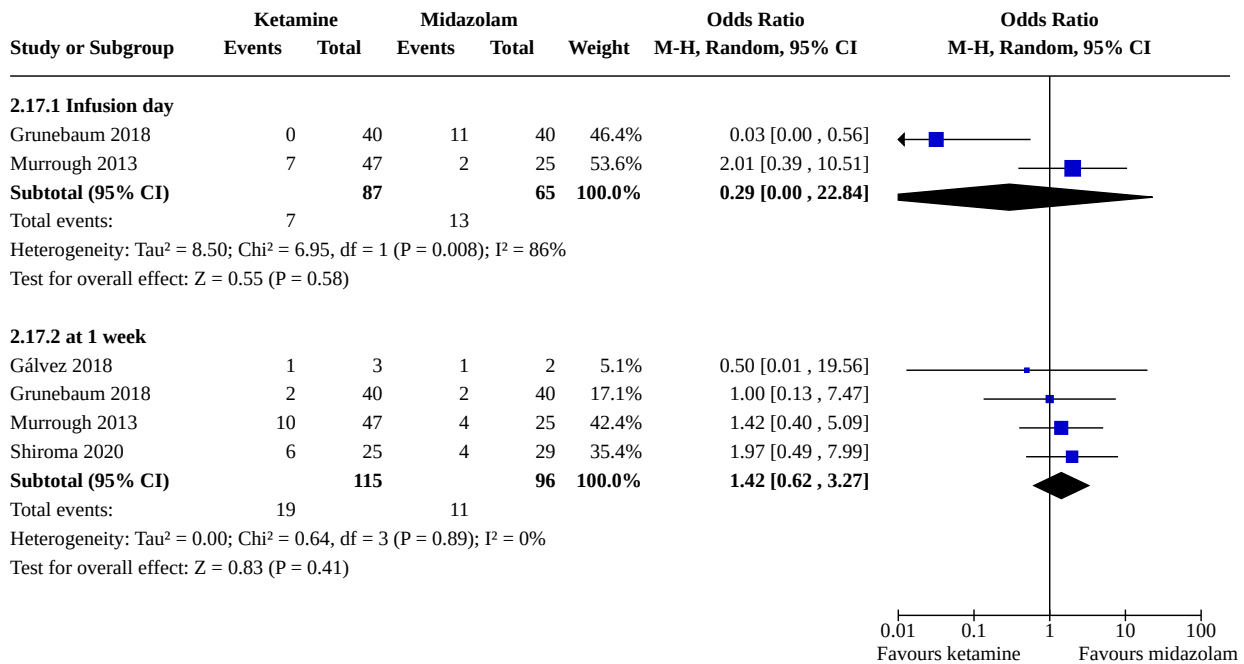 Ketamine Midazolam Odds Ratio Odds Ratio
Study or Subgroup Events Total Events Total Weight M-H, Random, 95% CI M-H, Random, 95% CI
2.17.1 Infusion day
Grunebaum 2018 0 40 11 40 46.4% 0.03 [0.00 , 0.56]
Murrough 2013 7 47 2 25 53.6% 2.01 [0.39 , 10.51]
Subtotal (95% CI) 87 65 100.0% 0.29 [0.00 , 22.84]
Total events: 7 13
Heterogeneity: Tau² = 8.50; Chi² = 6.95, df = 1 (P = 0.008); I² = 86%
Test for overall effect: Z = 0.55 (P = 0.58)
2.17.2 at 1 week
Gálvez 2018 1 3 1 2 5.1% 0.50 [0.01 , 19.56]
Grunebaum 2018 2 40 2 40 17.1% 1.00 [0.13 , 7.47]
Murrough 2013 10 47 4 25 42.4% 1.42 [0.40 , 5.09]
Shiroma 2020 6 25 4 29 35.4% 1.97 [0.49 , 7.99]
Subtotal (95% CI) 115 96 100.0% 1.42 [0.62 , 3.27]
Total events: 19 11
Heterogeneity: Tau² = 0.00; Chi² = 0.64, df = 3 (P = 0.89); I² = 0%
Test for overall effect: Z = 0.83 (P = 0.41)
0.01 0.1 1 10 100
Favours ketamine Favours midazolam